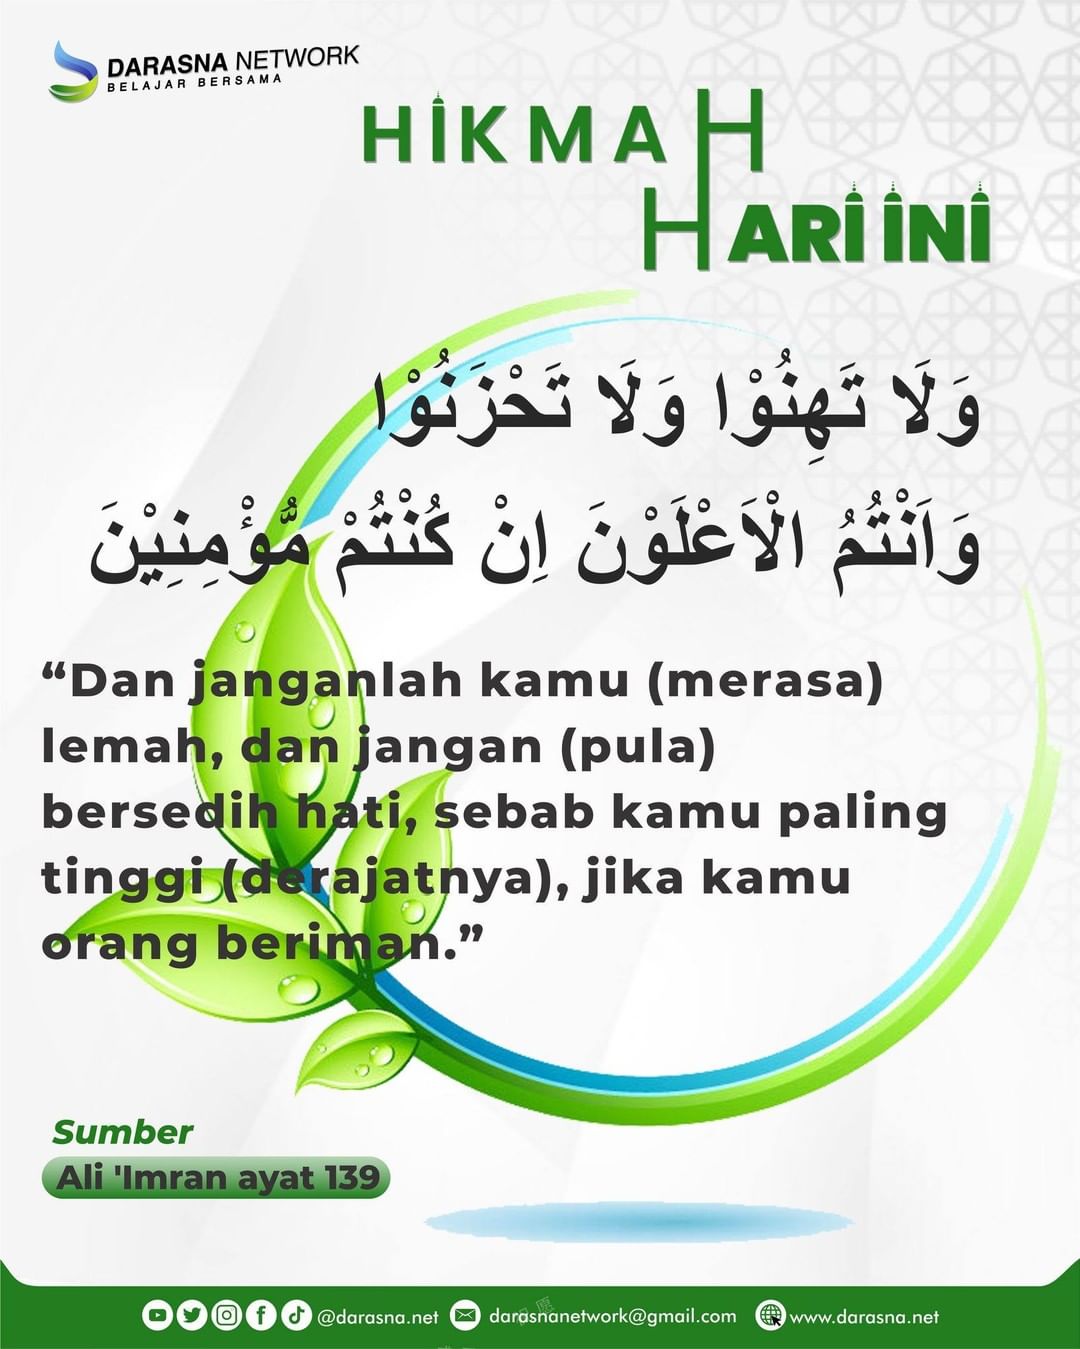 DARASNA NETWORK
BELAJAR BERSAMA
HIKMAH
HARI INI
وَلَا تَهِنُوْا وَلَا تَحْزَنُوْا
وَاَنْتُمُ الْاَعْلَوْنَ اِنْ كُنْتُمْ مُّؤْمِنِيْنَ
“Dan janganlah kamu (merasa)
lemah, dan jangan (pula)
bersedih hati, sebab kamu paling
tinggi (derajatnya), jika kamu
orang beriman.”
Sumber
Ali 'Imran ayat 139
@darasna.net darasnanetwork@gmail.com www.darasna.net